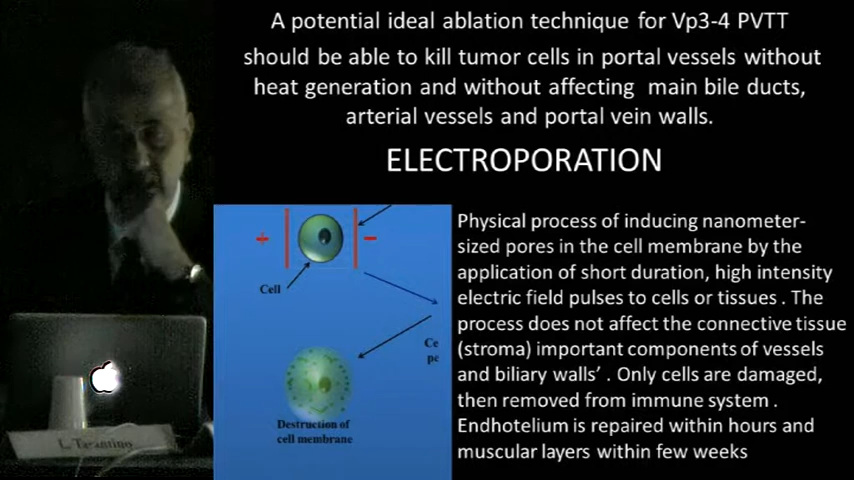 A potential ideal ablation technique for Vp3-4 PVTT
should be able to kill tumor cells in portal vessels without
heat generation and without affecting main bile ducts,
arterial vessels and portal vein walls.
ELECTROPORATION
+
-
Cell
Ce
pe
Destruction of
cell membrane
Physical process of inducing nanometer-
sized pores in the cell membrane by the
application of short duration, high intensity
electric field pulses to cells or tissues . The
process does not affect the connective tissue
(stroma) important components of vessels
and biliary walls’ . Only cells are damaged,
then removed from immune system .
Endhotelium is repaired within hours and
muscular layers within few weeks
L. Tarantino